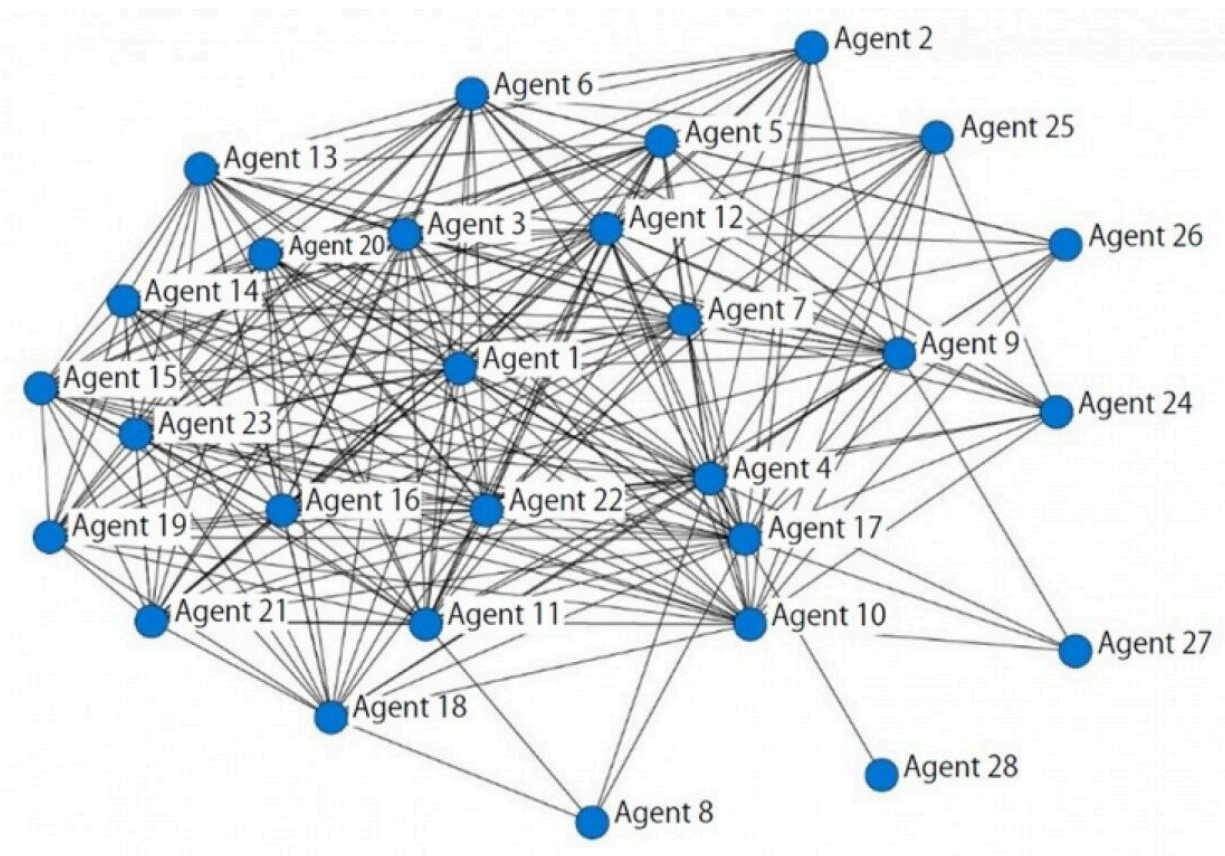 Agent 2
Agent 6
Agent 5
Agent 25
Agent 13
Agent 3
Agent 12
Agent 20
Agent 26
Agent 14
Agent 7
Agent 9
Agent 1
Agent 15
Agent 24
Agent 23
Agent 4
Agent 16
Agent 22
Agent 19
Agent 17
Agent 21
Agent 11
Agent 10
Agent 27
Agent 18
Agent 28
Agent 8